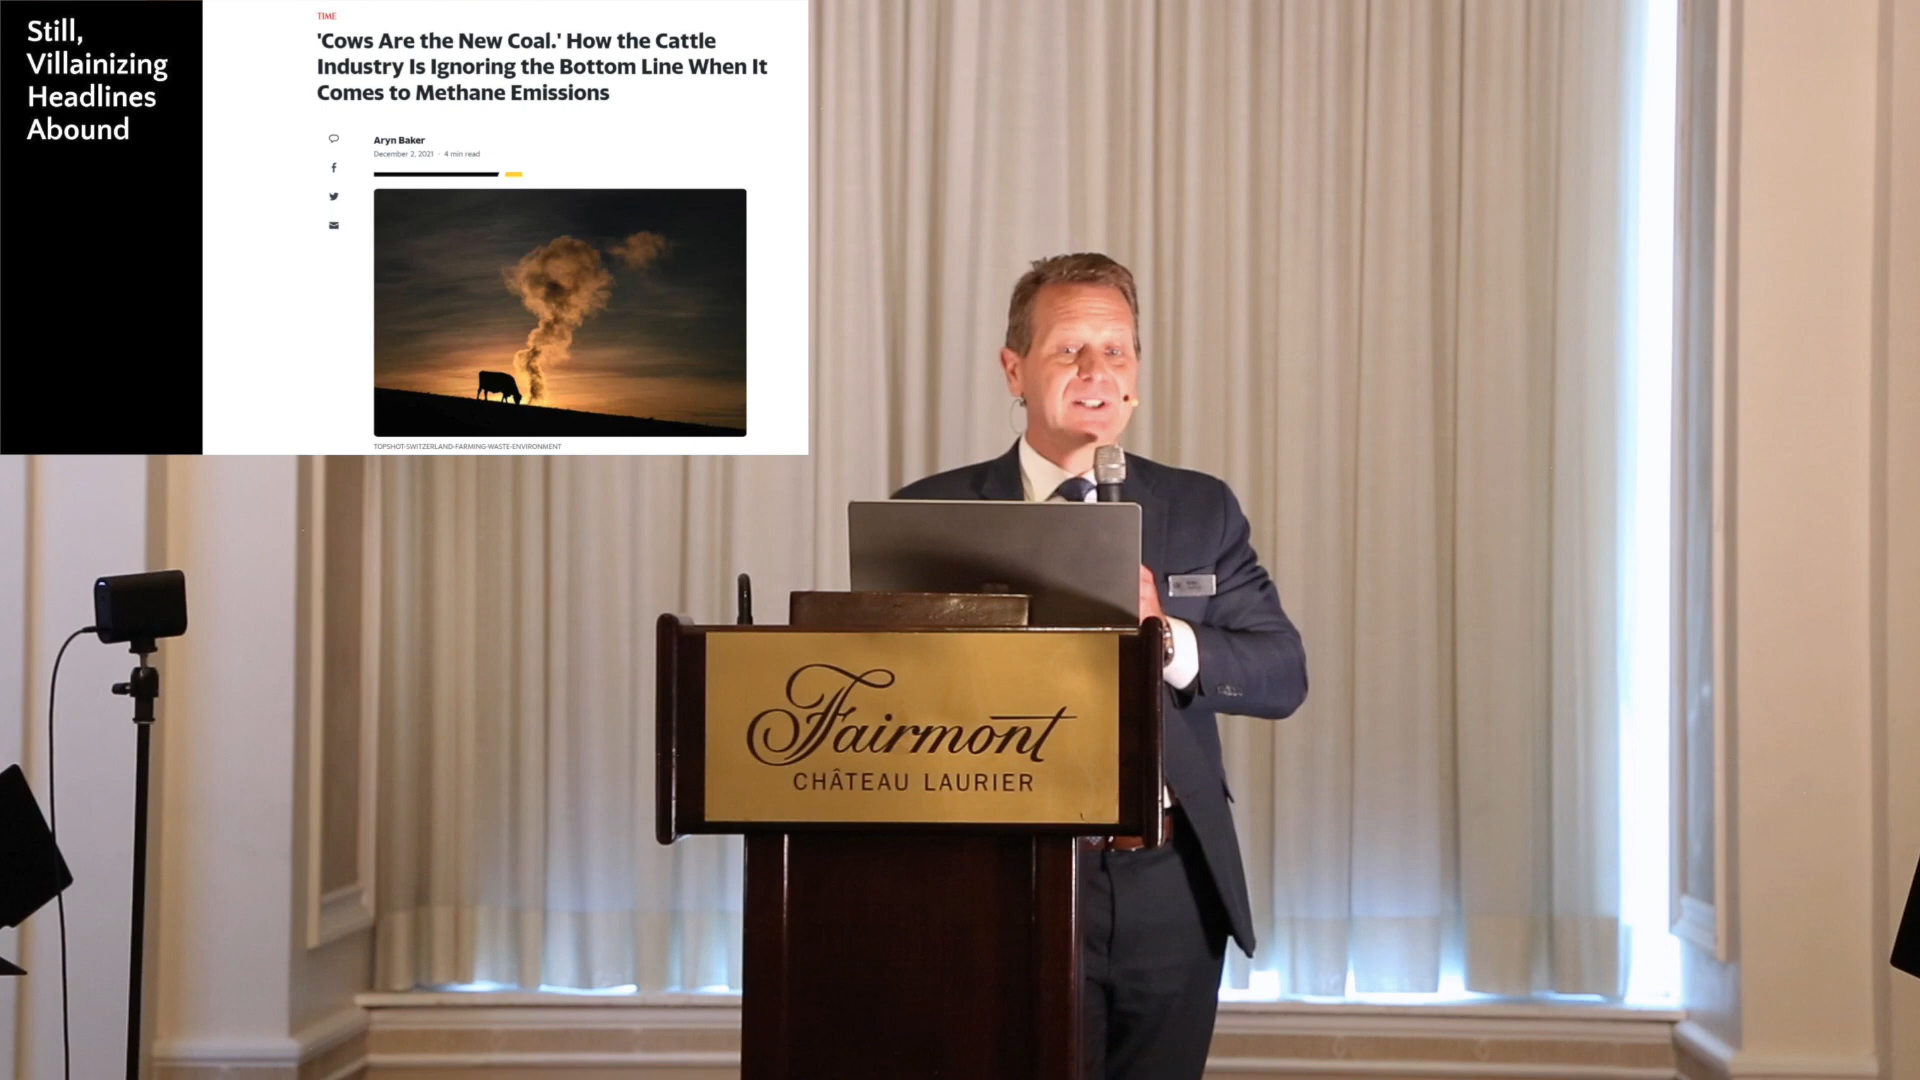 Still,
Villainizing
Headlines
Abound
TIME
'Cows Are the New Coal.' How the Cattle
Industry Is Ignoring the Bottom Line When It
Comes to Methane Emissions
Aryn Baker
December 2, 2021 · 4 min read
TOPSHOT-SWITZERLAND-FARMING-WASTE-ENVIRONMENT
Fairmont
CHÂTEAU LAURIER